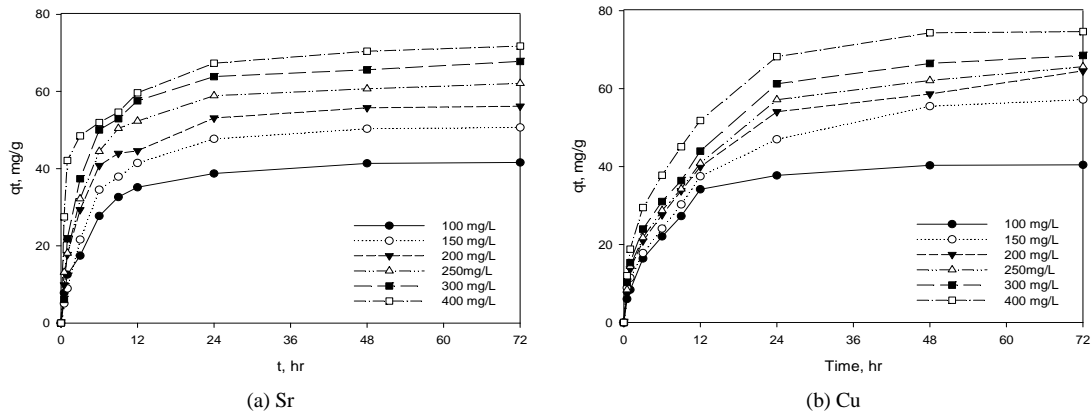 80
60
40
20
0
qt, mg/g
0 12 24 36 48 60 72
t, hr
100 mg/L
150 mg/L
200 mg/L
250mg/L
300 mg/L
400 mg/L
(a) Sr
80
60
40
20
0
qt, mg/g
0 12 24 36 48 60 72
Time, hr
100 mg/L
150 mg/L
200 mg/L
250mg/L
300 mg/L
400 mg/L
(b) Cu